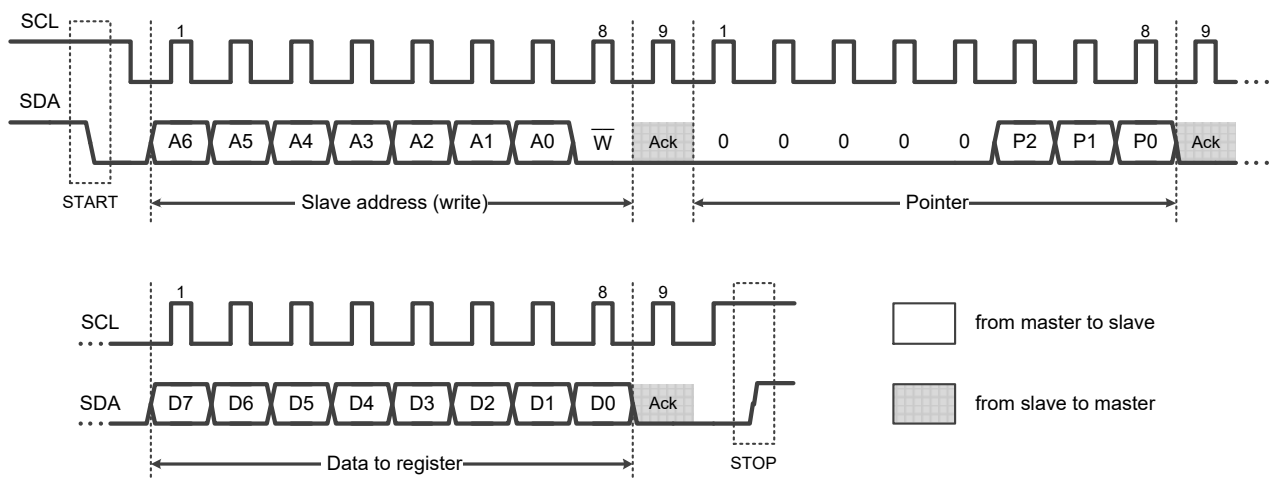 SCL
1 8 9 1 8 9
SDA
A6 A5 A4 A3 A2 A1 A0 W Ack 0 0 0 0 0 P2 P1 P0 Ack
START Slave address (write) Pointer
1 8 9
SCL
from master to slave
SDA D7 D6 D5 D4 D3 D2 D1 D0 Ack
from slave to master
Data to register STOP